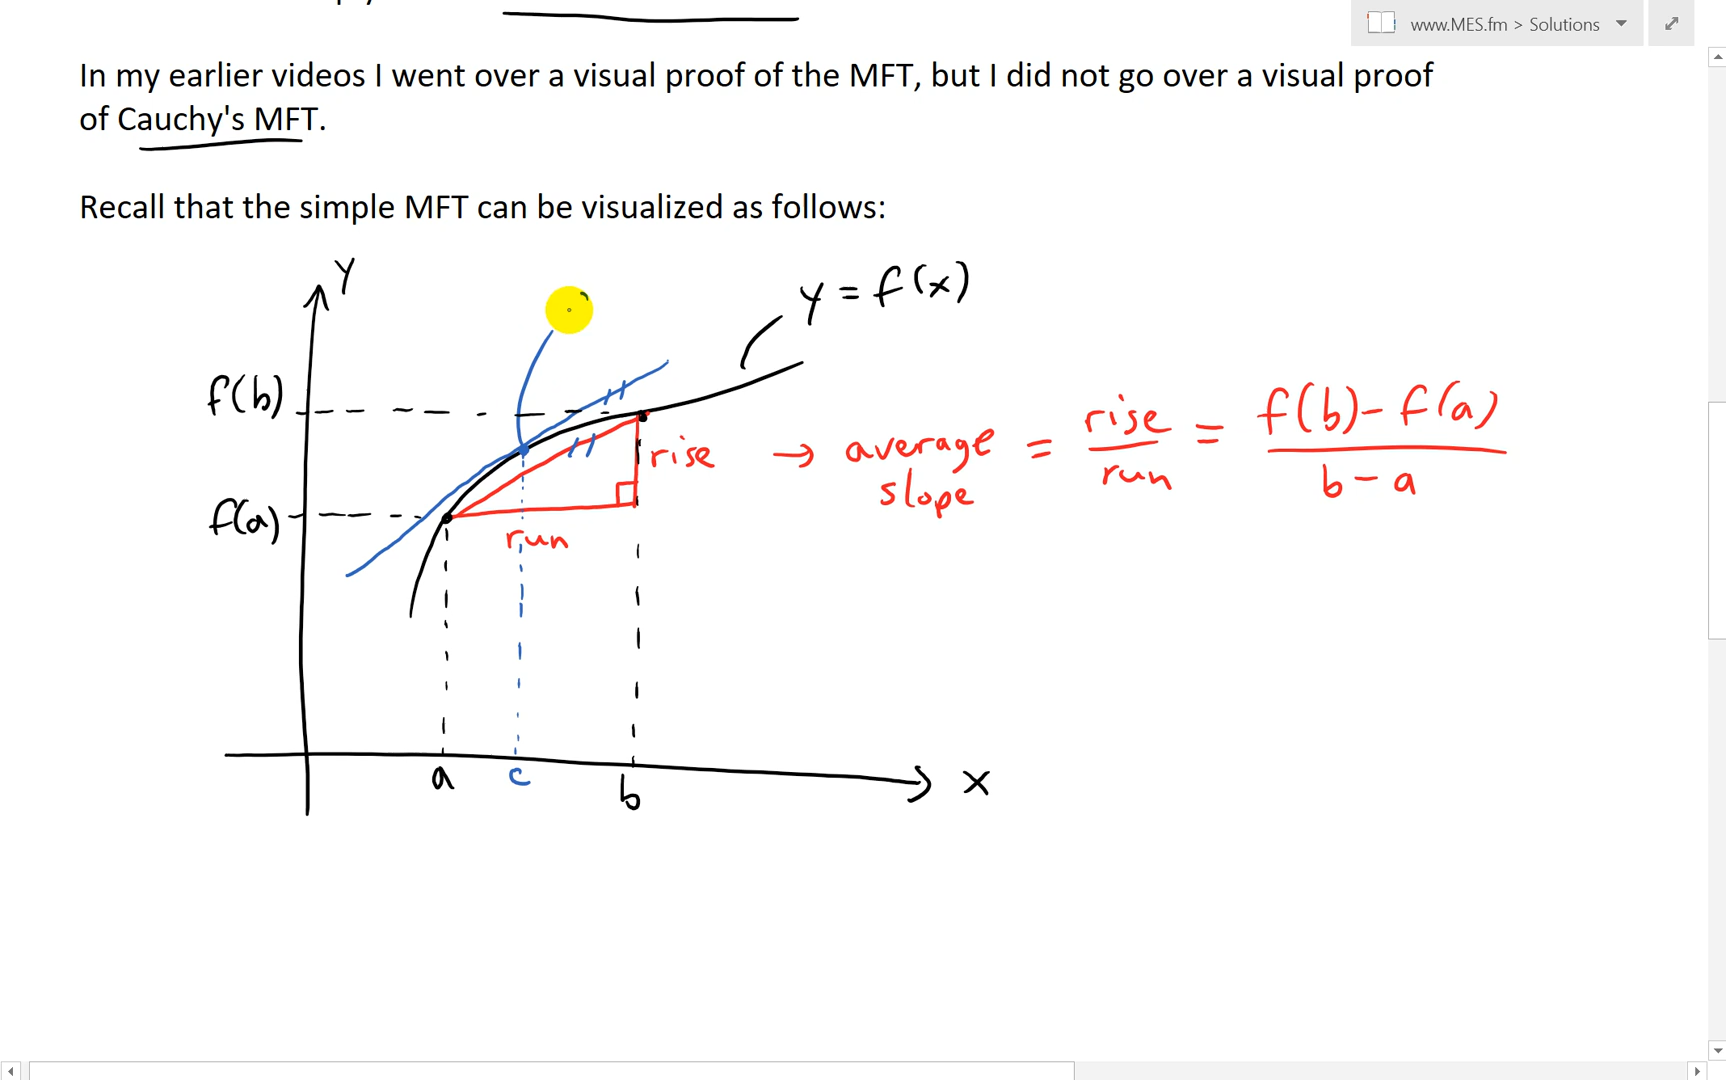 www.MES.fm > Solutions
In my earlier videos I went over a visual proof of the MFT, but I did not go over a visual proof
of Cauchy's MFT.
Recall that the simple MFT can be visualized as follows:
Y
y = f(x)
f(b)
f(a)
rise
run
→ average slope = rise/run = f(b) - f(a) / b - a
a
c
b
x